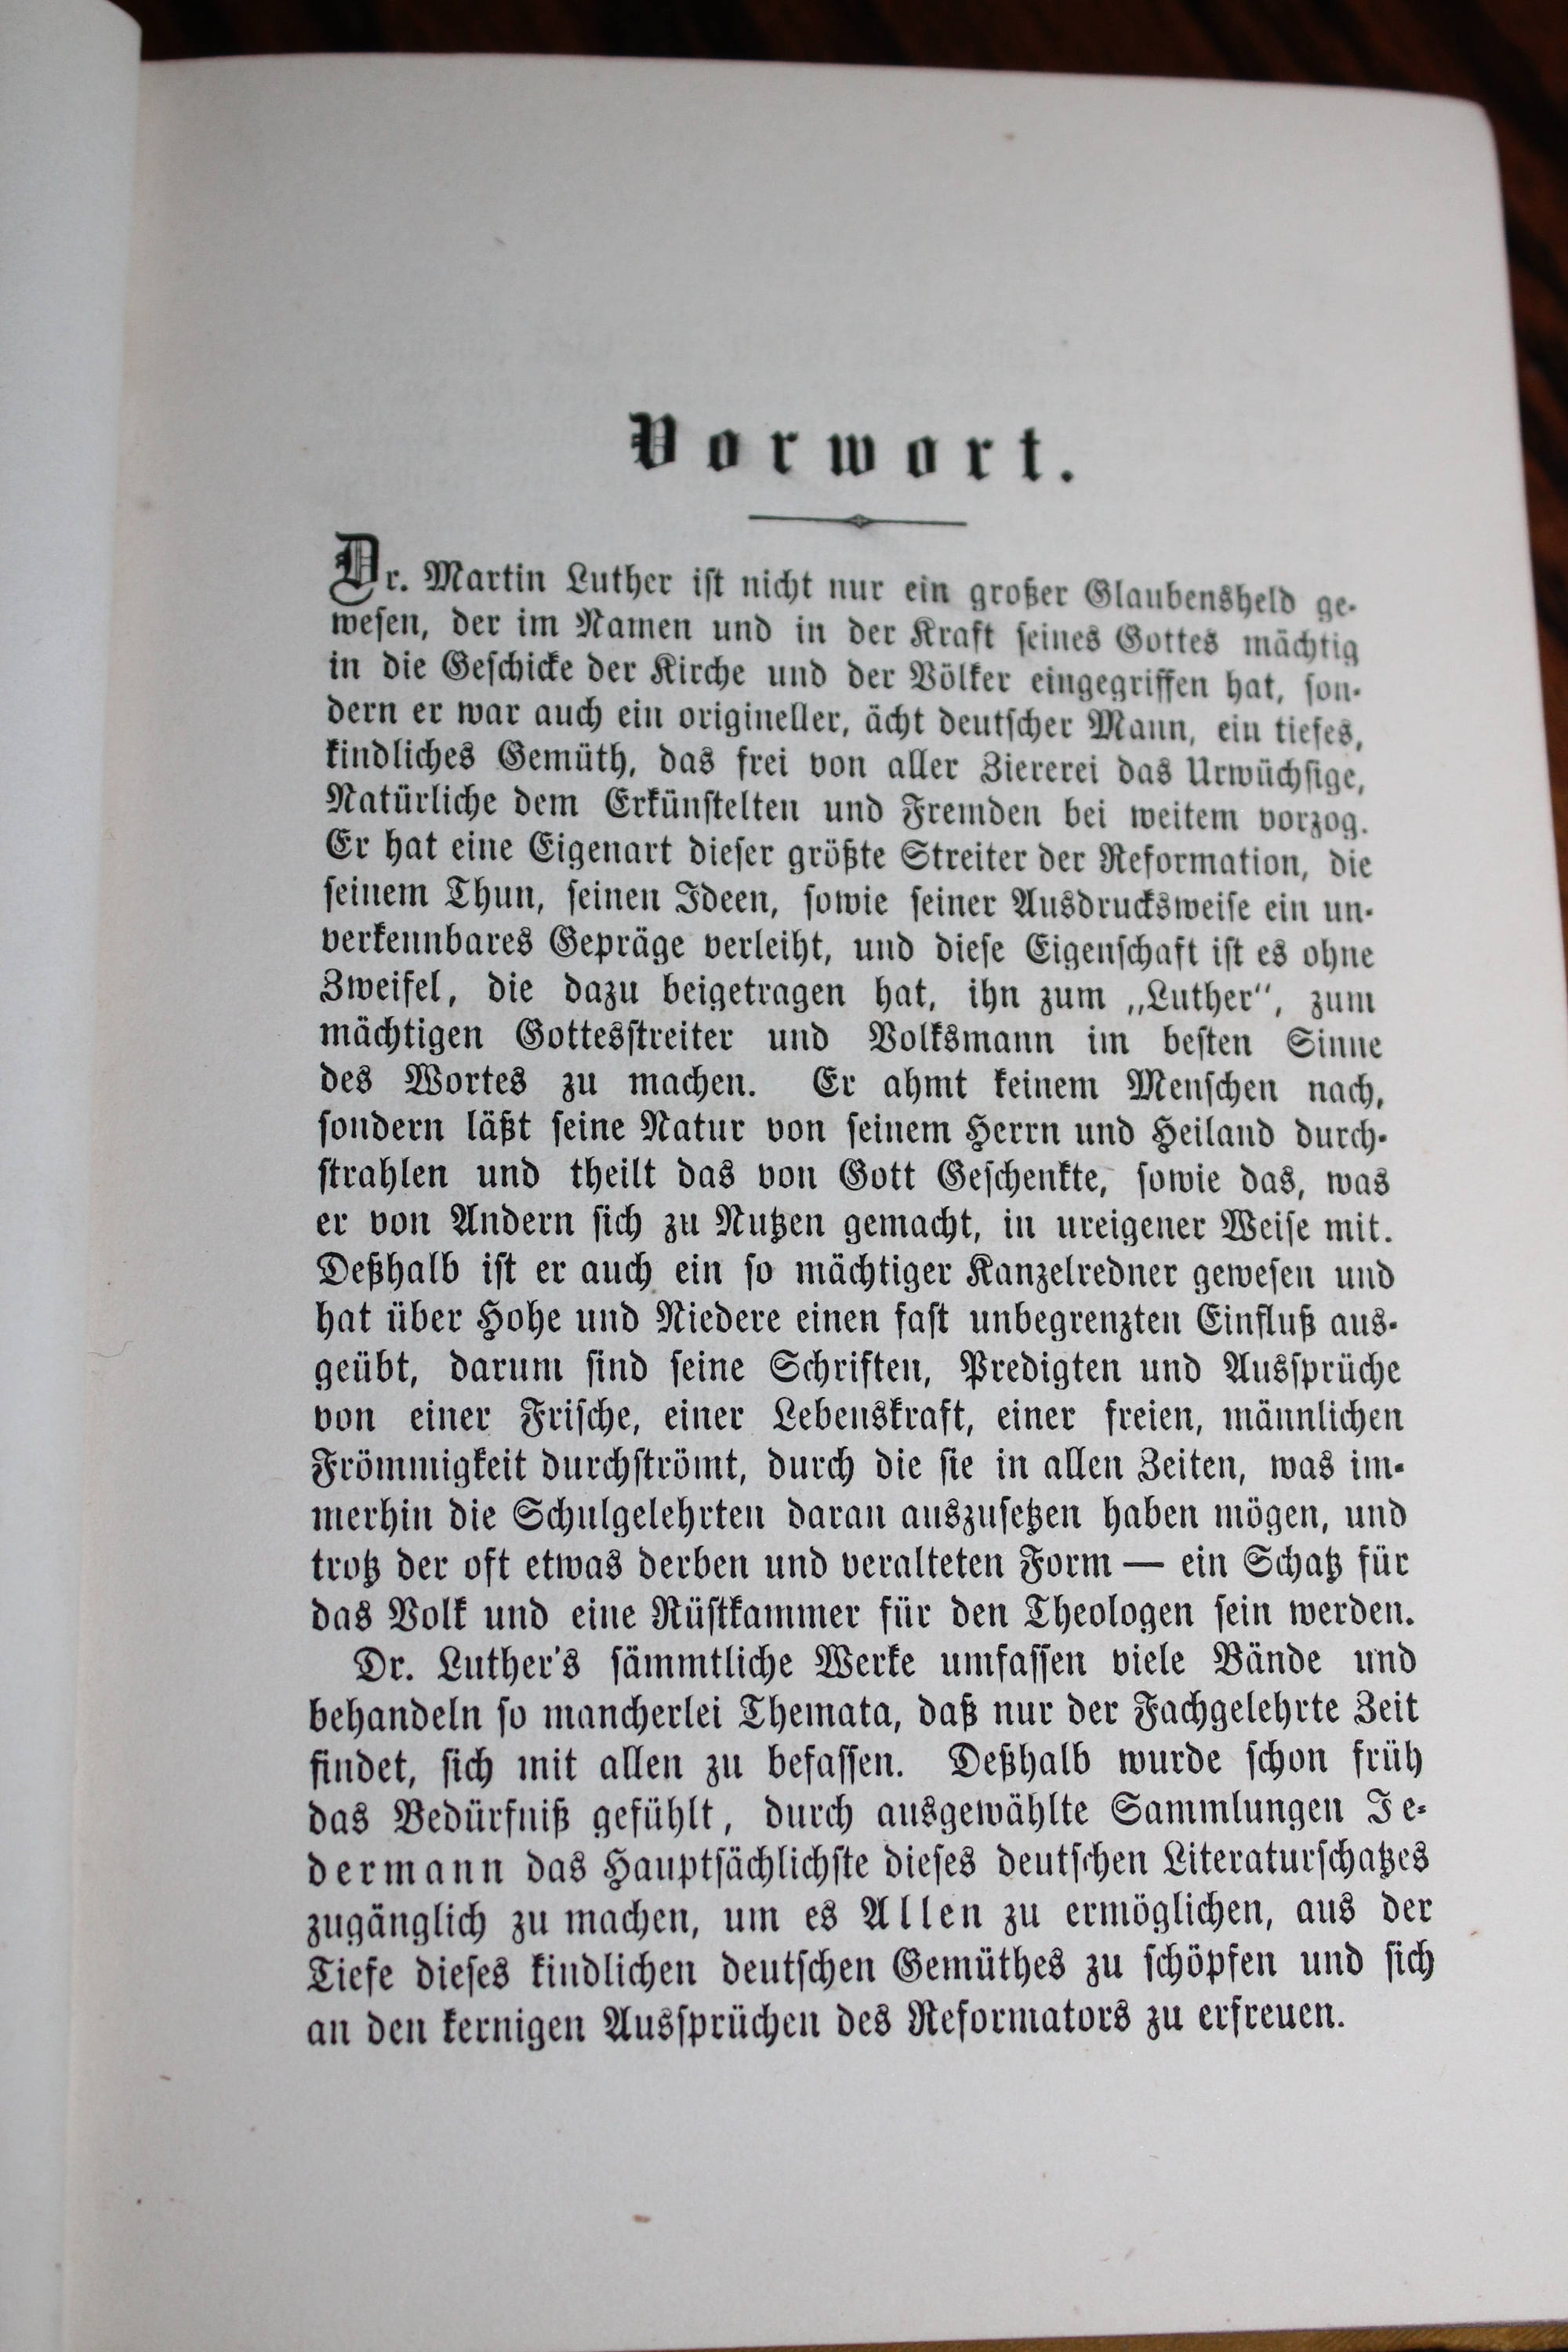 Vorwort.
Dr. Martin Luther ist nicht nur ein großer Glaubensheld ge-
wesen, der im Namen und in der Kraft seines Gottes mächtig
in die Geschicke der Kirche und der Völker eingegriffen hat, son-
dern er war auch ein origineller, ächt deutscher Mann, ein tiefes,
kindliches Gemüth, das frei von aller Ziererei das Urwüchsige,
Natürliche dem Erkünstelten und Fremden bei weitem vorzog.
Er hat eine Eigenart dieser größte Streiter der Reformation, die
seinem Thun, seinen Ideen, sowie seiner Ausdrucksweise ein un-
verkennbares Gepräge verleiht, und diese Eigenschaft ist es ohne
Zweifel, die dazu beigetragen hat, ihn zum „Luther“, zum
mächtigen Gottesstreiter und Volksmann im besten Sinne
des Wortes zu machen. Er ahmt keinem Menschen nach,
sondern läßt seine Natur von seinem Herrn und Heiland durch-
strahlen und theilt das von Gott Geschenkte, sowie das, was
er von Andern sich zu Nutzen gemacht, in ureigener Weise mit.
Deßhalb ist er auch ein so mächtiger Kanzelredner gewesen und
hat über Hohe und Niedere einen fast unbegrenzten Einfluß aus-
geübt, darum sind seine Schriften, Predigten und Aussprüche
von einer Frische, einer Lebenskraft, einer freien, männlichen
Frömmigkeit durchströmt, durch die sie in allen Zeiten, was im-
merhin die Schulgelehrten daran auszusetzen haben mögen, und
trotz der oft etwas derben und veralteten Form — ein Schatz für
das Volk und eine Rüstkammer für den Theologen sein werden.
Dr. Luther's sämmtliche Werke umfassen viele Bände und
behandeln so mancherlei Themata, daß nur der Fachgelehrte Zeit
findet, sich mit allen zu befassen. Deßhalb wurde schon früh
das Bedürfniß gefühlt, durch ausgewählte Sammlungen Je-
dermann das Hauptsächlichste dieses deutschen Literaturschatzes
zugänglich zu machen, um es Allen zu ermöglichen, aus der
Tiefe dieses kindlichen deutschen Gemüthes zu schöpfen und sich
an den kernigen Aussprüchen des Reformators zu erfreuen.